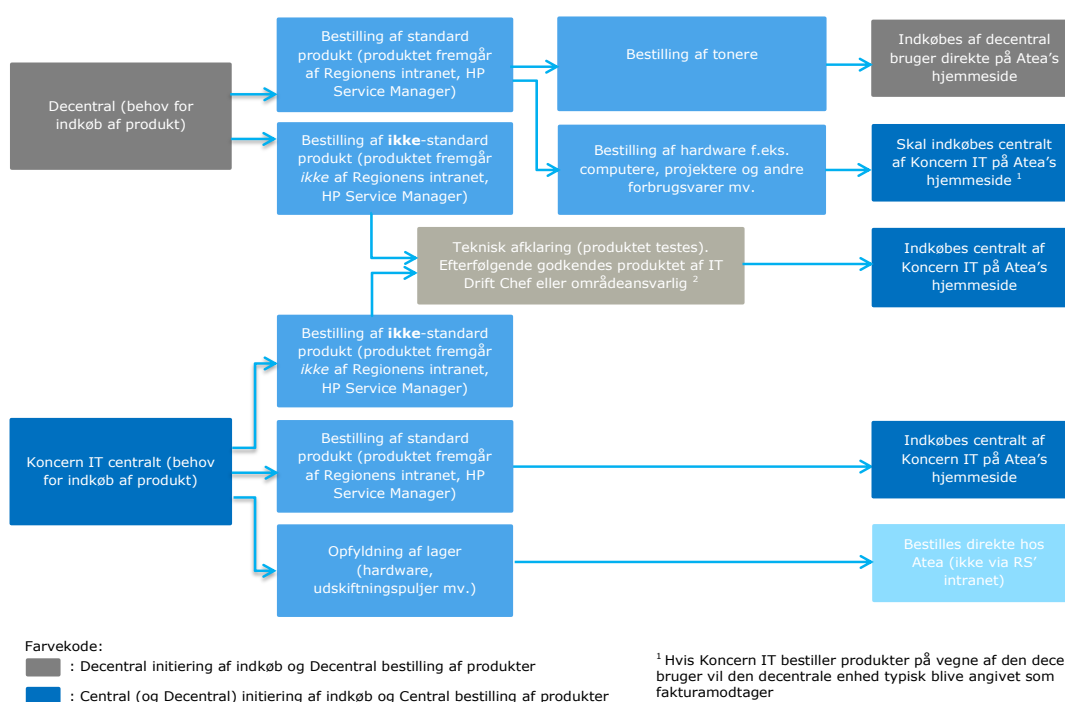 Bestilling af standard
produkt (produktet fremgår
af Regionens intranet, HP
Service Manager)
Bestilling af tonere
Indkøbes af decentral
bruger direkte på Atea's
hjemmeside
Decentral (behov for
indkøb af produkt)
Bestilling af ikke-standard
produkt (produktet fremgår
ikke af Regionens intranet,
HP Service Manager)
Bestilling af hardware f.eks.
computere, projektere og andre
forbrugsvarer mv.
Skal indkøbes centralt
af Koncern IT på Atea's
hjemmeside 1
Teknisk afklaring (produktet testes).
Efterfølgende godkendes produktet af IT
Drift Chef eller områdeansvarlig 2
Indkøbes centralt af
Koncern IT på Atea's
hjemmeside
Bestilling af ikke-standard
produkt (produktet fremgår
ikke af Regionens intranet,
HP Service Manager)
Koncern IT centralt (behov
for indkøb af produkt)
Bestilling af standard
produkt (produktet fremgår
af Regionens intranet, HP
Service Manager)
Indkøbes centralt af
Koncern IT på Atea's
hjemmeside
Opfyldning af lager
(hardware,
udskiftningspuljer mv.)
Bestilles direkte hos
Atea (ikke via RS'
intranet)
Farvekode:
: Decentral initiering af indkøb og Decentral bestilling af produkter
: Central (og Decentral) initiering af indkøb og Central bestilling af produkter
1 Hvis Koncern IT bestiller produkter på vegne af den dece
bruger vil den decentrale enhed typisk blive angivet som
fakturamodtager